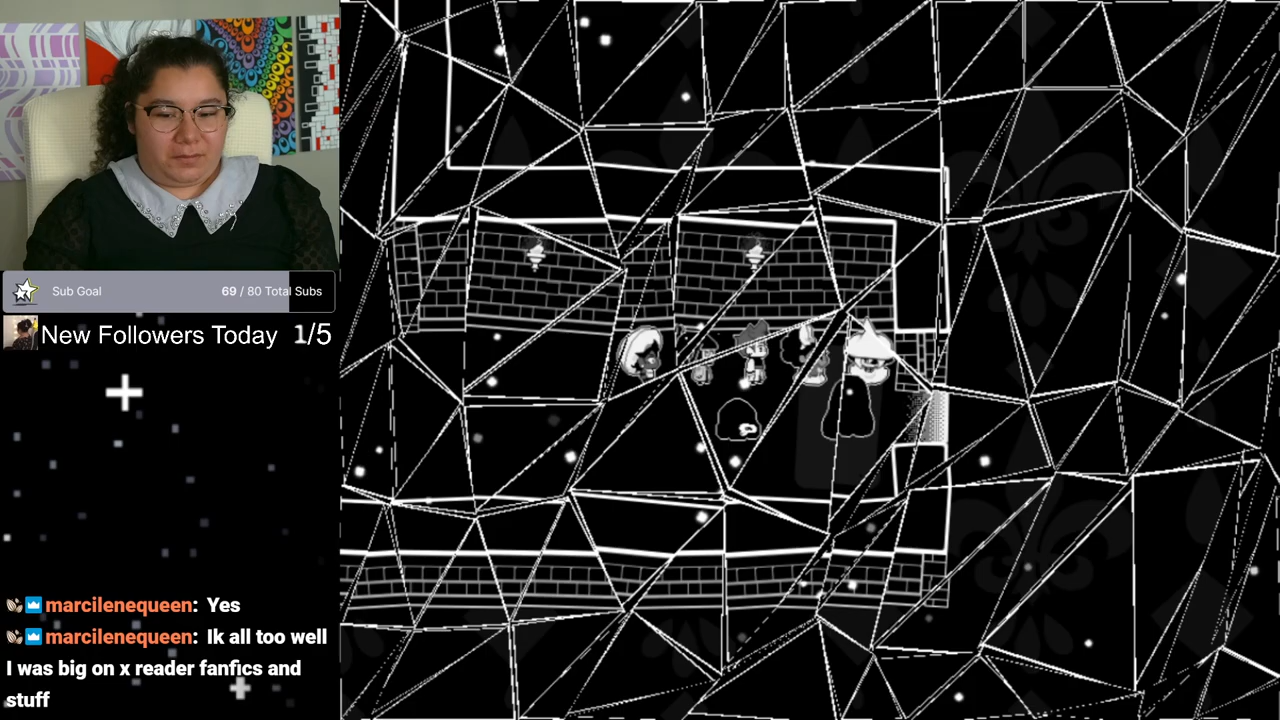 Sub Goal 69 / 80 Total Subs
New Followers Today 1/5
marcilenequeen: Yes
marcilenequeen: Ik all too well
I was big on x reader fanfics and
stuff